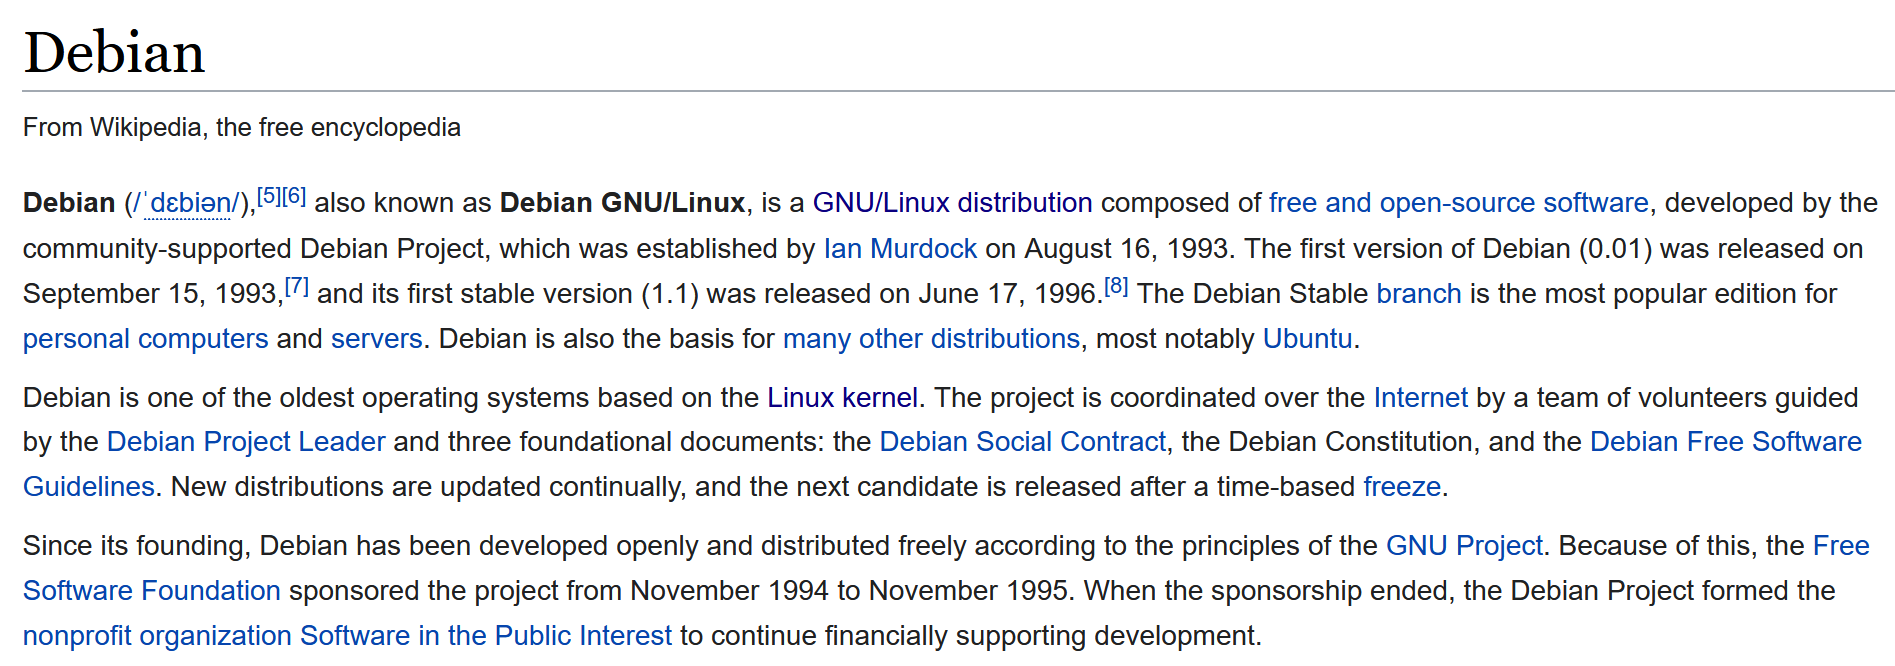 Debian
From Wikipedia, the free encyclopedia
Debian (/ˈdɛbiən/),[5][6] also known as Debian GNU/Linux, is a GNU/Linux distribution composed of free and open-source software, developed by the
community-supported Debian Project, which was established by Ian Murdock on August 16, 1993. The first version of Debian (0.01) was released on
September 15, 1993,[7] and its first stable version (1.1) was released on June 17, 1996.[8] The Debian Stable branch is the most popular edition for
personal computers and servers. Debian is also the basis for many other distributions, most notably Ubuntu.
Debian is one of the oldest operating systems based on the Linux kernel. The project is coordinated over the Internet by a team of volunteers guided
by the Debian Project Leader and three foundational documents: the Debian Social Contract, the Debian Constitution, and the Debian Free Software
Guidelines. New distributions are updated continually, and the next candidate is released after a time-based freeze.
Since its founding, Debian has been developed openly and distributed freely according to the principles of the GNU Project. Because of this, the Free
Software Foundation sponsored the project from November 1994 to November 1995. When the sponsorship ended, the Debian Project formed the
nonprofit organization Software in the Public Interest to continue financially supporting development.